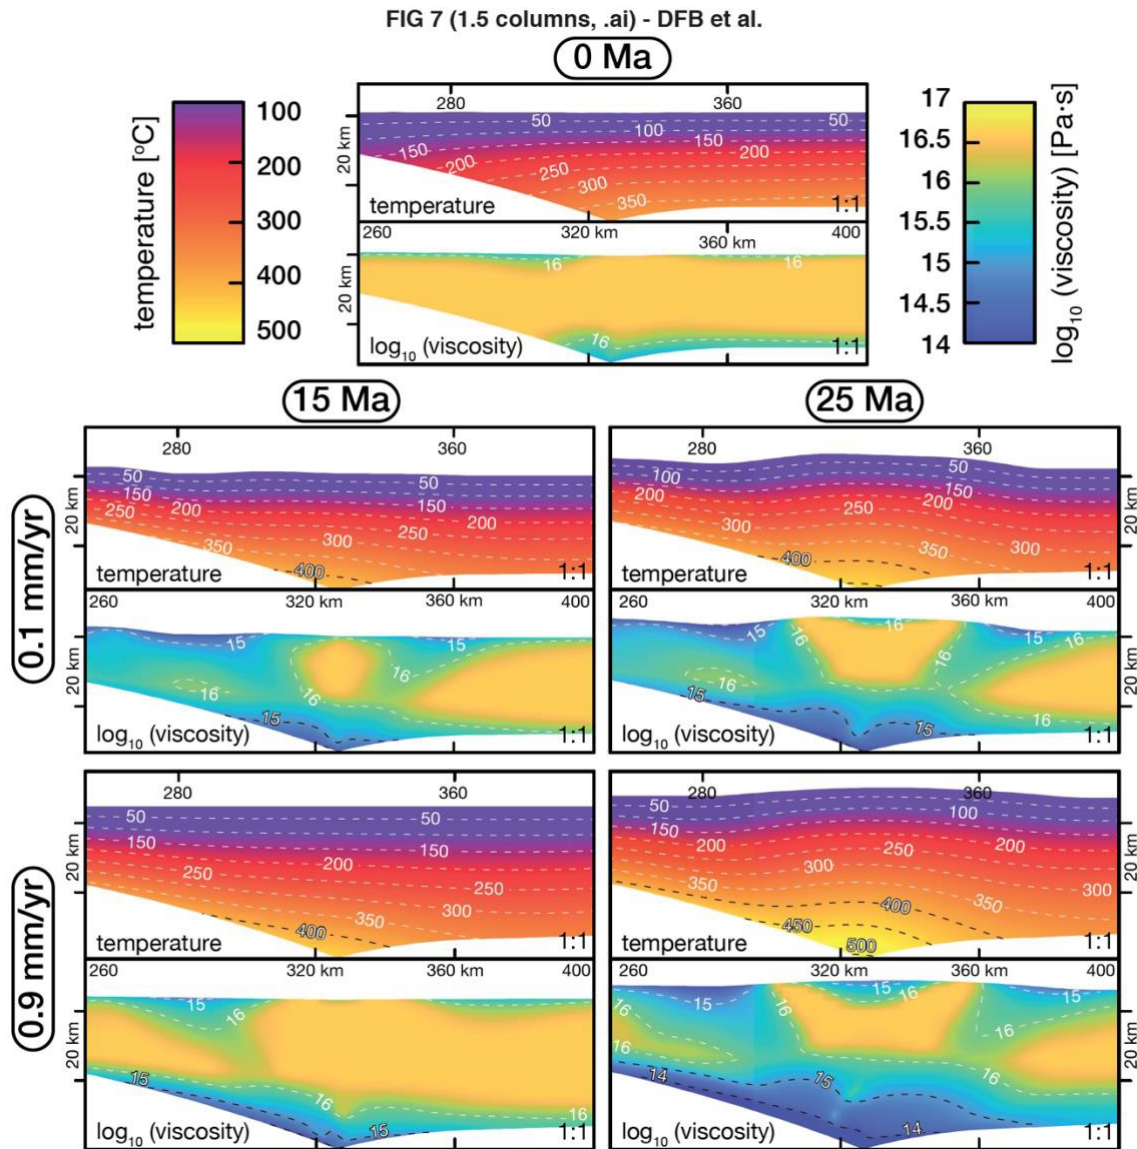 FIG 7 (1.5 columns, .ai) - DFB et al.
0 Ma
temperature [oC]
100
200
300
400
500
280 360
20 km
50 100 50
150 150
200 200
250
300
350
temperature 1:1
260 320 km 360 km 400
20 km
16 16
16
log10 (viscosity) 1:1
17
16.5
16
15.5
15
14.5
14
log10 (viscosity) [Pa·s]
15 Ma
25 Ma
0.1 mm/yr
280 360
20 km
50 50
150 150
250 200 250 200
350 300 300
400
temperature 1:1
260 320 km 360 km 400
20 km
15 15
16 16 16
15
log10 (viscosity) 1:1
280 360
20 km
100 50
200 150
300 250 200
350 300
400
temperature 1:1
260 320 km 360 km 400
20 km
15 16 16 15
16 16
15 15 16
log10 (viscosity) 1:1
0.9 mm/yr
280 360
20 km
50 50
150 150
200 200
250 250
350 300
400
temperature 1:1
260 320 km 360 km 400
20 km
15 15
16 16
15 16 16
15
log10 (viscosity) 1:1
280 360
20 km
50 100
150 150
250 200 200
350 300 300
400
450
500
temperature 1:1
260 320 km 360 km 400
20 km
15 15 15
16 16 16 16
16
14 15 16
14
log10 (viscosity) 1:1